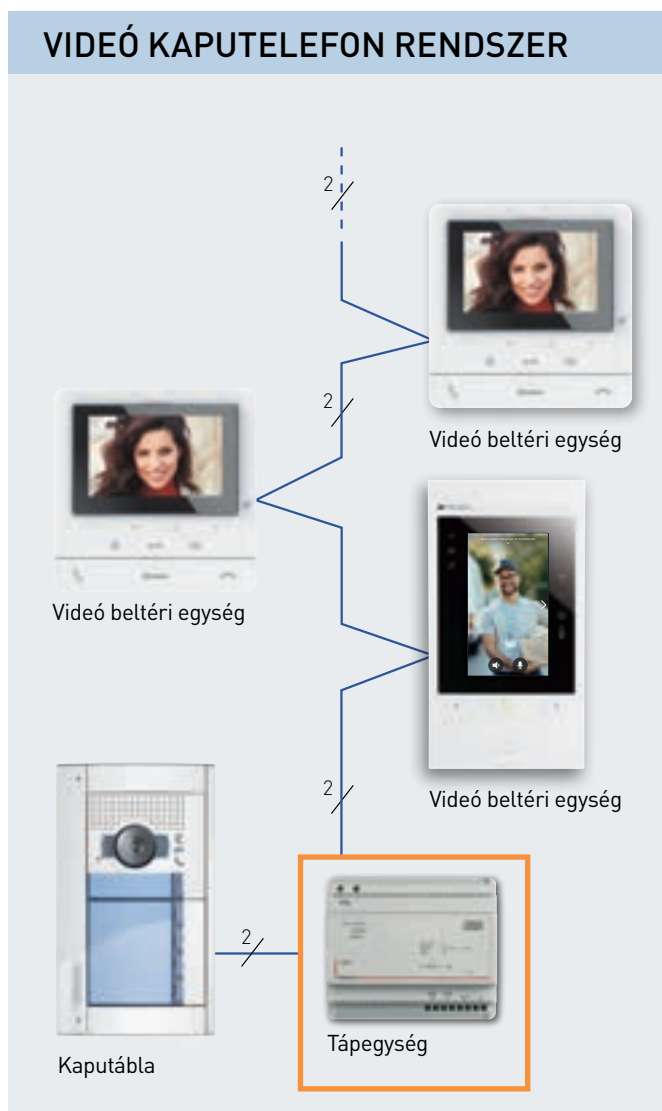 VIDEÓ KAPUTELEFON RENDSZER
2
Videó beltéri egység
2
Videó beltéri egység
2
Videó beltéri egység
2
Tápegység
Kaputábla